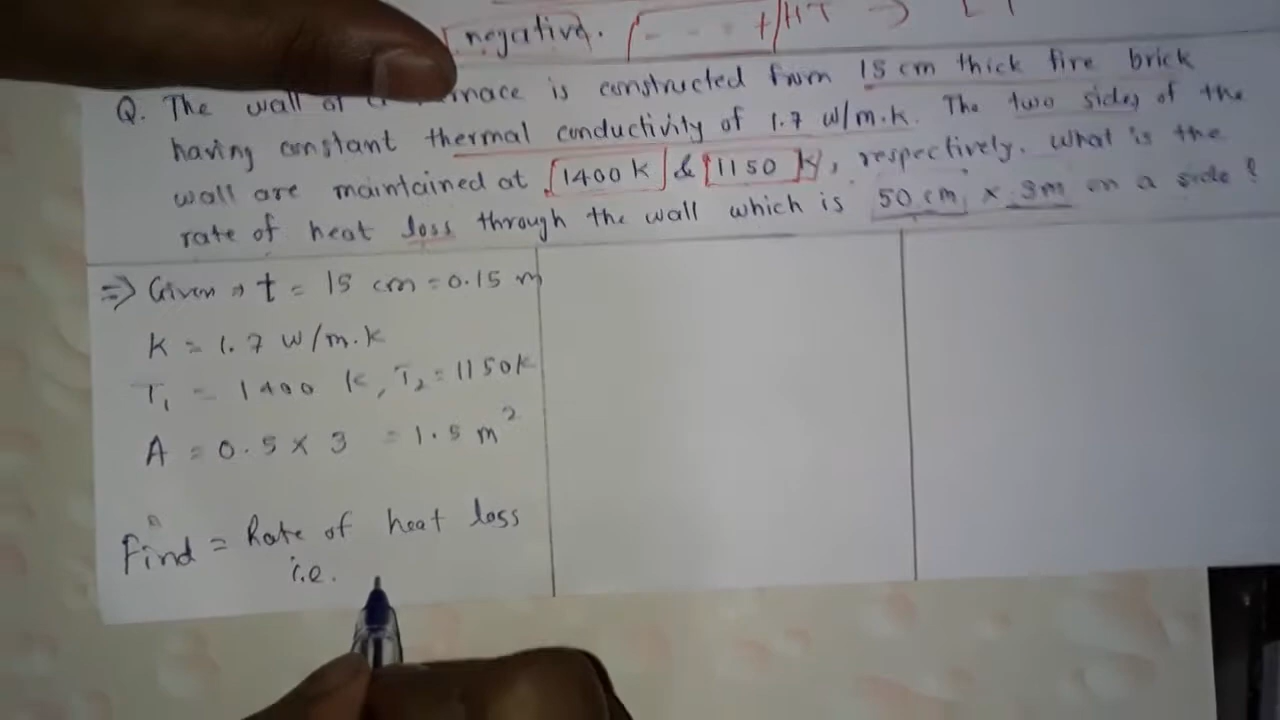 negative.
Q. The wall of a is constructed from 15 cm thick fire brick
having constant thermal conductivity of 1.7 W/m.K. The two sides of the
wall are maintained at 1400 K & 1150 K, respectively. What is the
rate of heat loss through the wall which is 50 cm × 3m on a side?
=> Given → t = 15 cm = 0.15 m
K = 1.7 W/m.K
T1 = 1400 K, T2 = 1150K
A = 0.5 × 3 = 1.5 m²
Find = Rate of heat loss
i.e.